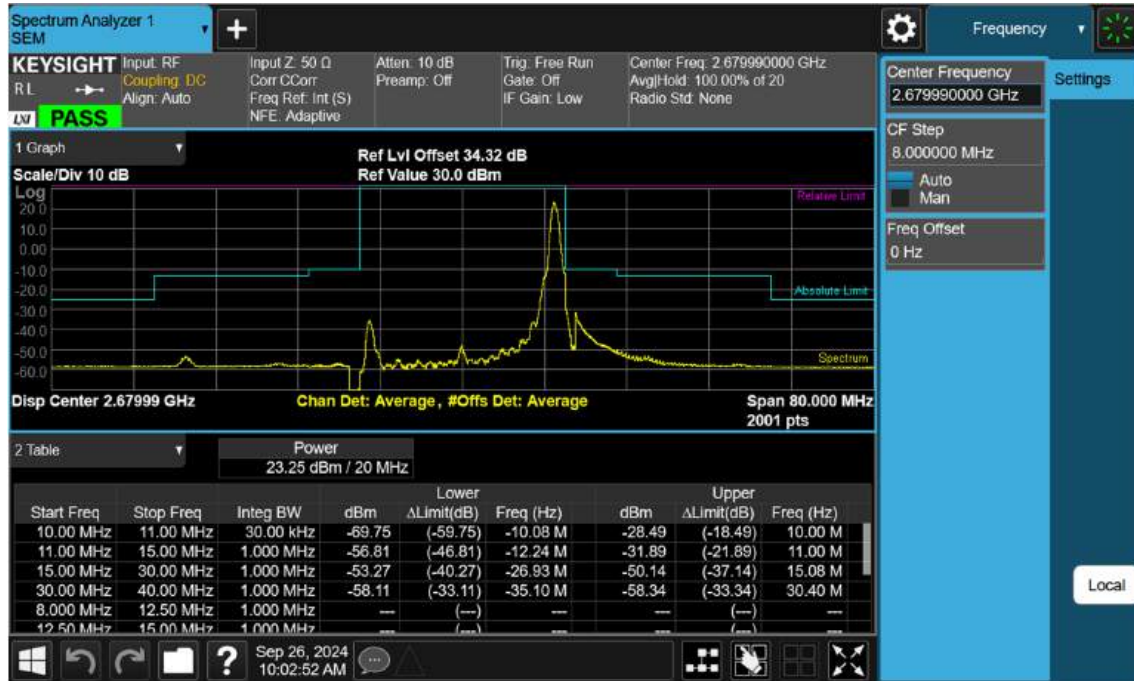 Spectrum Analyzer 1
SEM
+
Frequency
KEYSIGHT
RL
LXI
PASS
Input: RF
Coupling: DC
Align: Auto
Input Z: 50 Ω
Corr CCorr
Freq Ref: Int (S)
NFE: Adaptive
Atten: 10 dB
Preamp: Off
Trig: Free Run
Gate: Off
IF Gain: Low
Center Freq: 2.679990000 GHz
Avg|Hold: 100.00% of 20
Radio Std: None
Center Frequency
2.679990000 GHz
Settings
CF Step
8.000000 MHz
Auto
Man
Freq Offset
0 Hz
Local
1 Graph
Scale/Div 10 dB
Ref Lvl Offset 34.32 dB
Ref Value 30.0 dBm
Log
20.0
10.0
0.00
-10.0
-20.0
-30.0
-40.0
-50.0
-60.0
Relative Limit
Absolute Limit
Spectrum
Disp Center 2.67999 GHz
Chan Det: Average, #Offs Det: Average
Span 80.000 MHz
2001 pts
2 Table
Power
23.25 dBm / 20 MHz
Lower Upper
Start Freq Stop Freq Integ BW dBm ΔLimit(dB) Freq (Hz) dBm ΔLimit(dB) Freq (Hz)
10.00 MHz 11.00 MHz 30.00 kHz -69.75 (-59.75) -10.08 M -28.49 (-18.49) 10.00 M
11.00 MHz 15.00 MHz 1.000 MHz -56.81 (-46.81) -12.24 M -31.89 (-21.89) 11.00 M
15.00 MHz 30.00 MHz 1.000 MHz -53.27 (-40.27) -26.93 M -50.14 (-37.14) 15.08 M
30.00 MHz 40.00 MHz 1.000 MHz -58.11 (-33.11) -35.10 M -58.34 (-33.34) 30.40 M
8.000 MHz 12.50 MHz 1.000 MHz --- (---) --- --- (---) ---
12.50 MHz 15.00 MHz 1.000 MHz --- (---) --- --- (---) ---
?
Sep 26, 2024
10:02:52 AM